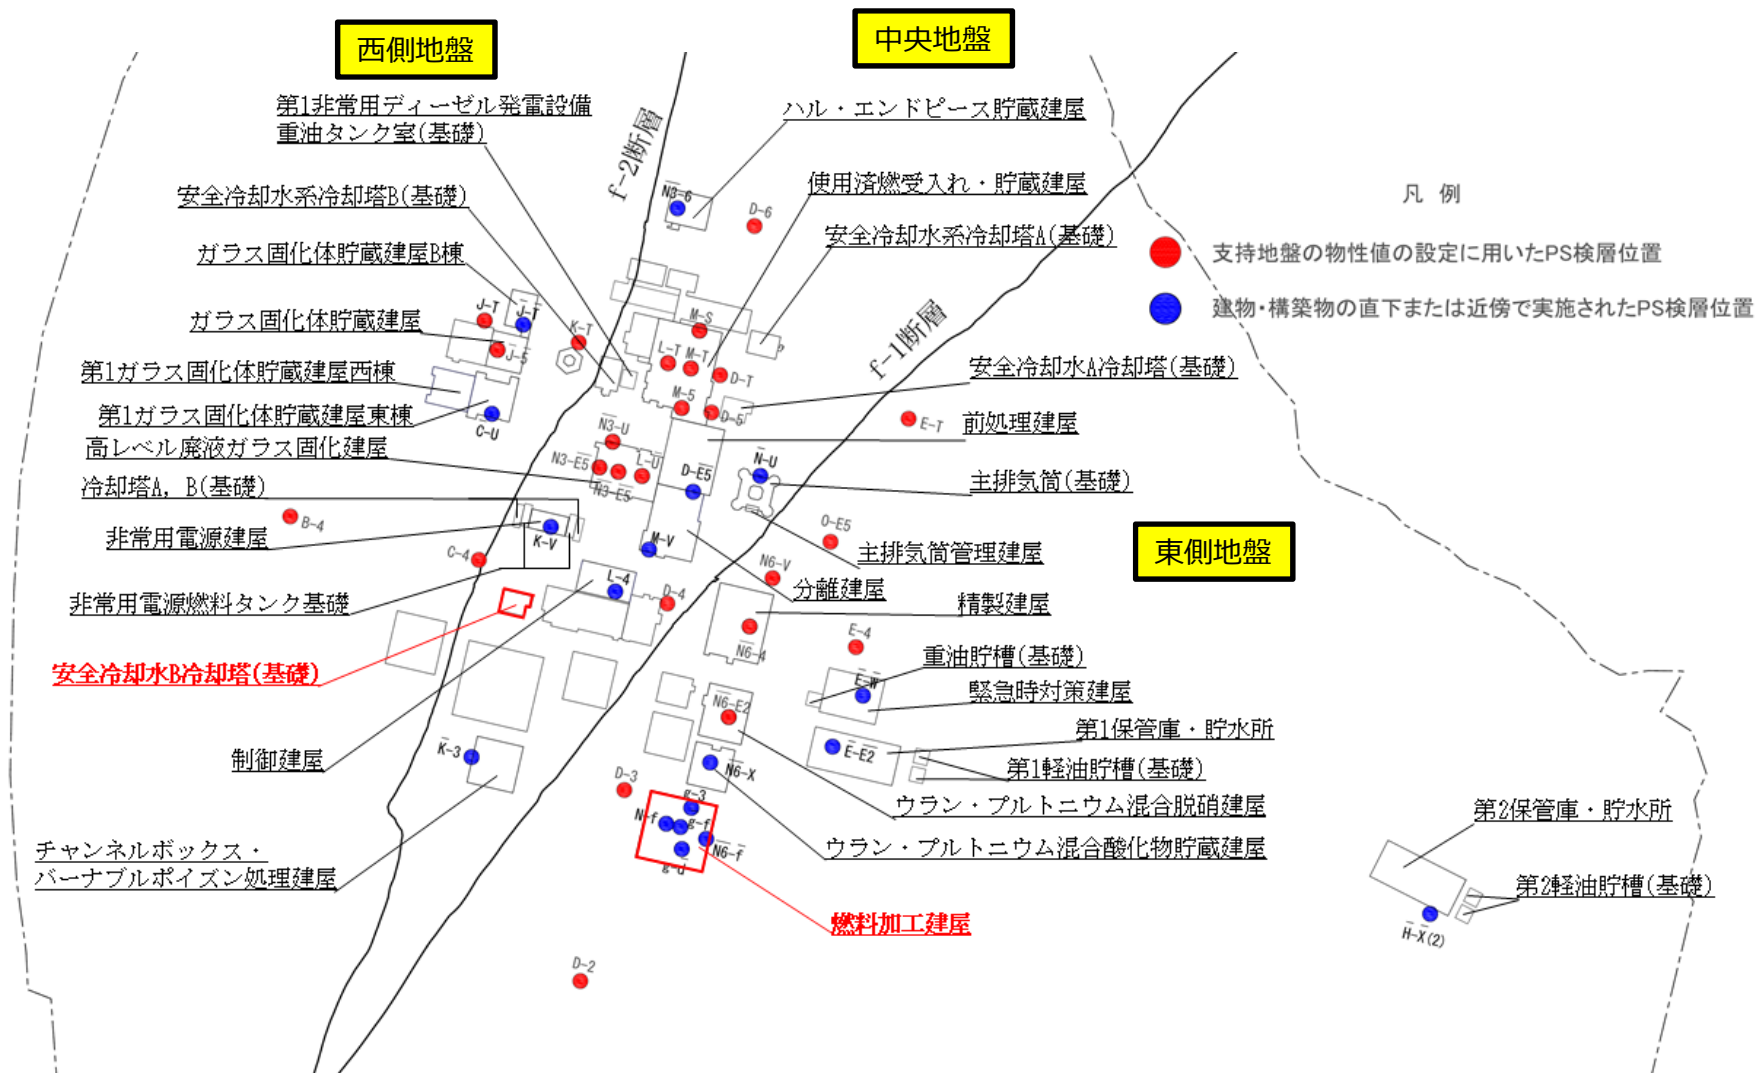 西側地盤
中央地盤
第1非常用ディーゼル発電設備
重油タンク室(基礎)
ハル・エンドピース貯蔵建屋
f-2断層
安全冷却水系冷却塔B(基礎)
使用済燃受入れ・貯蔵建屋
凡 例
N3-6
D-6
ガラス固化体貯蔵建屋B棟
安全冷却水系冷却塔A(基礎)
支持地盤の物性値の設定に用いたPS検層位置
建物・構築物の直下または近傍で実施されたPS検層位置
J-T
J-T
ガラス固化体貯蔵建屋
K-T
M-S
f-1断層
J-5
L-T
M-T
D-T
第1ガラス固化体貯蔵建屋西棟
安全冷却水A冷却塔(基礎)
M-5
D-5
第1ガラス固化体貯蔵建屋東棟
C-U
N3-U
E-T
前処理建屋
高レベル廃液ガラス固化建屋
N3-E5
L-U
D-E5
N-U
N3-E5
冷却塔A, B(基礎)
主排気筒(基礎)
B-4
K-V
O-E5
東側地盤
非常用電源建屋
C-4
M-V
N6-V
主排気筒管理建屋
分離建屋
非常用電源燃料タンク基礎
L-4
D-4
精製建屋
N6-4
E-4
安全冷却水B冷却塔(基礎)
重油貯槽(基礎)
E-W
緊急時対策建屋
N6-E2
第1保管庫・貯水所
K-3
制御建屋
E-E2
第1軽油貯槽(基礎)
D-3
N6-X
ウラン・プルトニウム混合脱硝建屋
第2保管庫・貯水所
g-3
N-f
g-f
N6-f
g-d
ウラン・プルトニウム混合酸化物貯蔵建屋
チャンネルボックス・
バーナブルポイズン処理建屋
第2軽油貯槽(基礎)
燃料加工建屋
H-X(2)
D-2